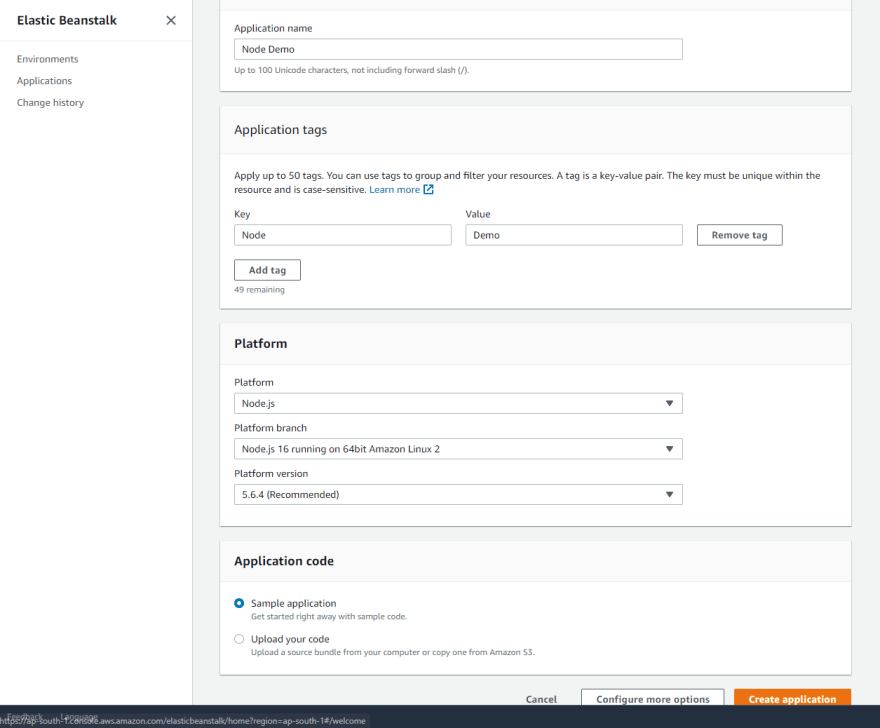 Elastic Beanstalk
Environments
Applications
Change history
Application name
Node Demo
Up to 100 Unicode characters, not including forward slash (/).
Application tags
Apply up to 50 tags. You can use tags to group and filter your resources. A tag is a key-value pair. The key must be unique within the
resource and is case-sensitive. Learn more
Key Value
Node Demo Remove tag
Add tag
49 remaining
Platform
Platform
Node.js
Platform branch
Node.js 16 running on 64bit Amazon Linux 2
Platform version
5.6.4 (Recommended)
Application code
Sample application
Get started right away with sample code.
Upload your code
Upload a source bundle from your computer or copy one from Amazon S3.
Cancel Configure more options Create application
Feedback Language
https://ap-south-1.console.aws.amazon.com/elasticbeanstalk/home?region=ap-south-1#/welcome